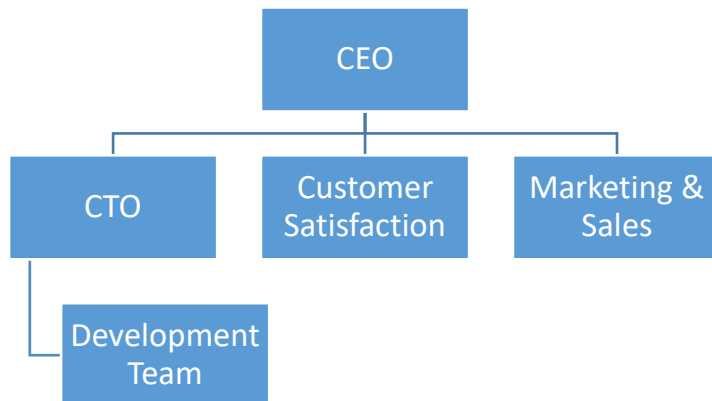 CEO
CTO
Customer
Satisfaction
Marketing &
Sales
Development
Team